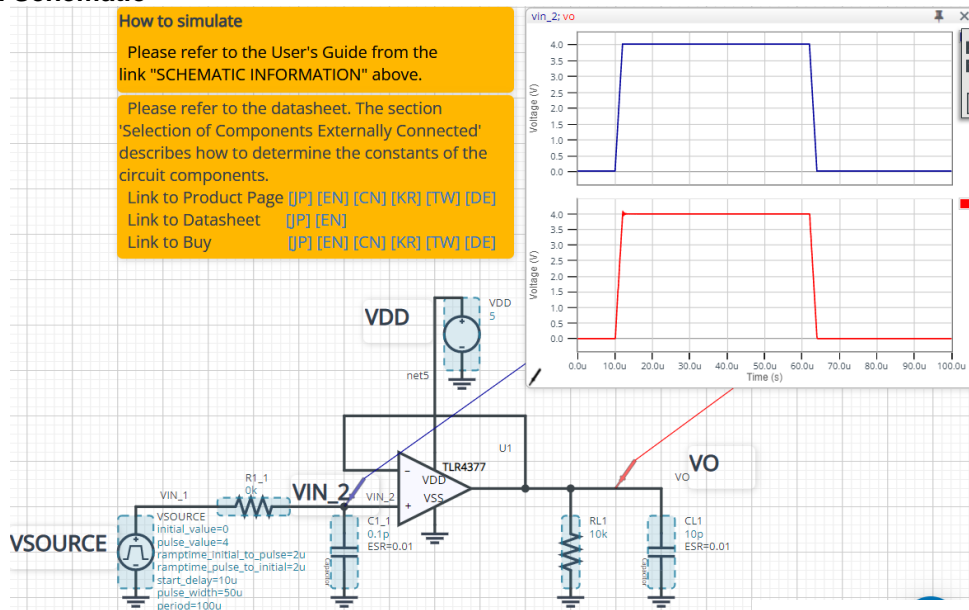 How to simulate
Please refer to the User's Guide from the
link "SCHEMATIC INFORMATION" above.
Please refer to the datasheet. The section
'Selection of Components Externally Connected'
describes how to determine the constants of the
circuit components.
Link to Product Page [JP] [EN] [CN] [KR] [TW] [DE]
Link to Datasheet [JP] [EN]
Link to Buy [JP] [EN] [CN] [KR] [TW] [DE]
vin_2; vo
Voltage (V)
4.0
3.5
3.0
2.5
2.0
1.5
1.0
0.5
0.0
Voltage (V)
4.0
3.5
3.0
2.5
2.0
1.5
1.0
0.5
0.0
0.0u 10.0u 20.0u 30.0u 40.0u 50.0u 60.0u 70.0u 80.0u 90.0u 100.0u
Time (s)
VDD
VDD
5
net5
U1
TLR4377
VDD
VSS
VO
VO
R1_1
0k
VIN_1
VIN_2
VIN_2
VSOURCE
VSOURCE
initial_value=0
pulse_value=4
ramptime_initial_to_pulse=2u
ramptime_pulse_to_initial=2u
start_delay=10u
pulse_width=50u
period=100u
C1_1
0.1p
ESR=0.01
Capacitor
RL1
10k
CL1
10p
ESR=0.01
Capacitor